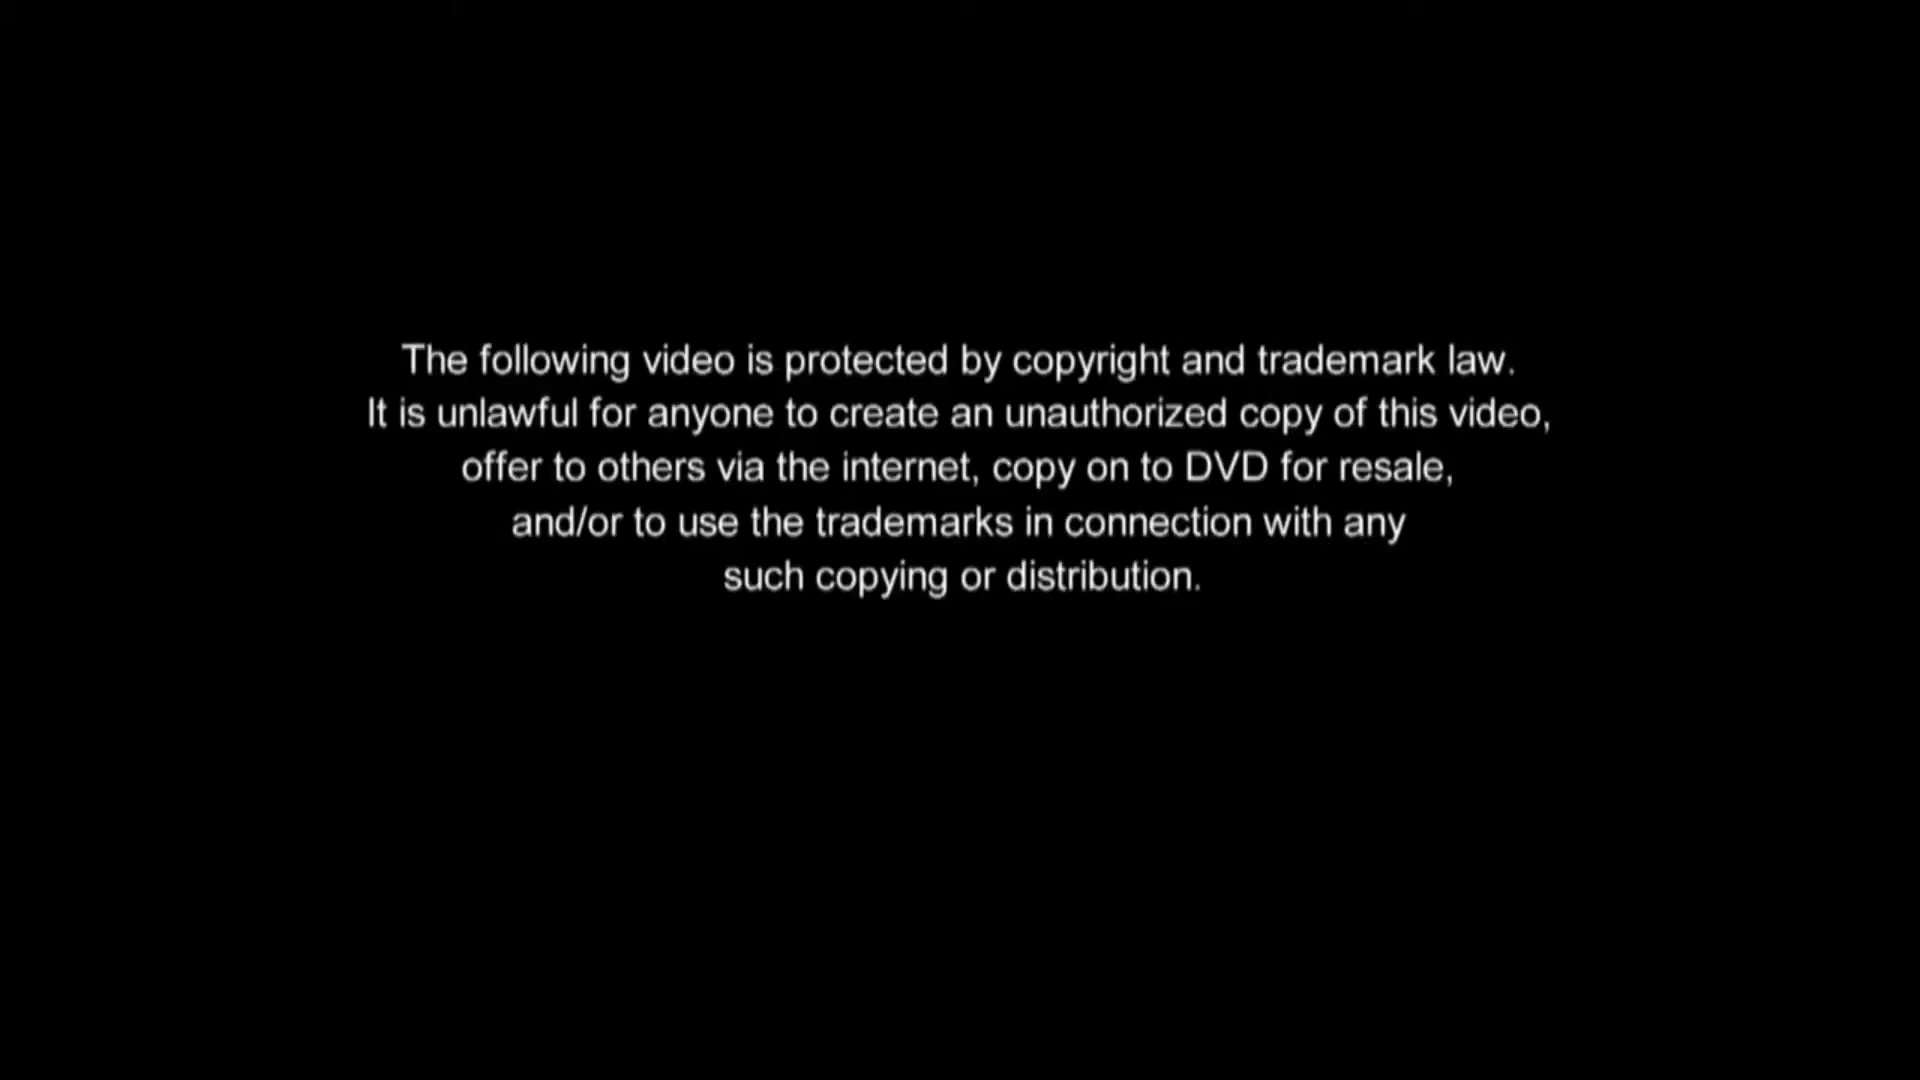 The following video is protected by copyright and trademark law.
It is unlawful for anyone to create an unauthorized copy of this video,
offer to others via the internet, copy on to DVD for resale,
and/or to use the trademarks in connection with any
such copying or distribution.